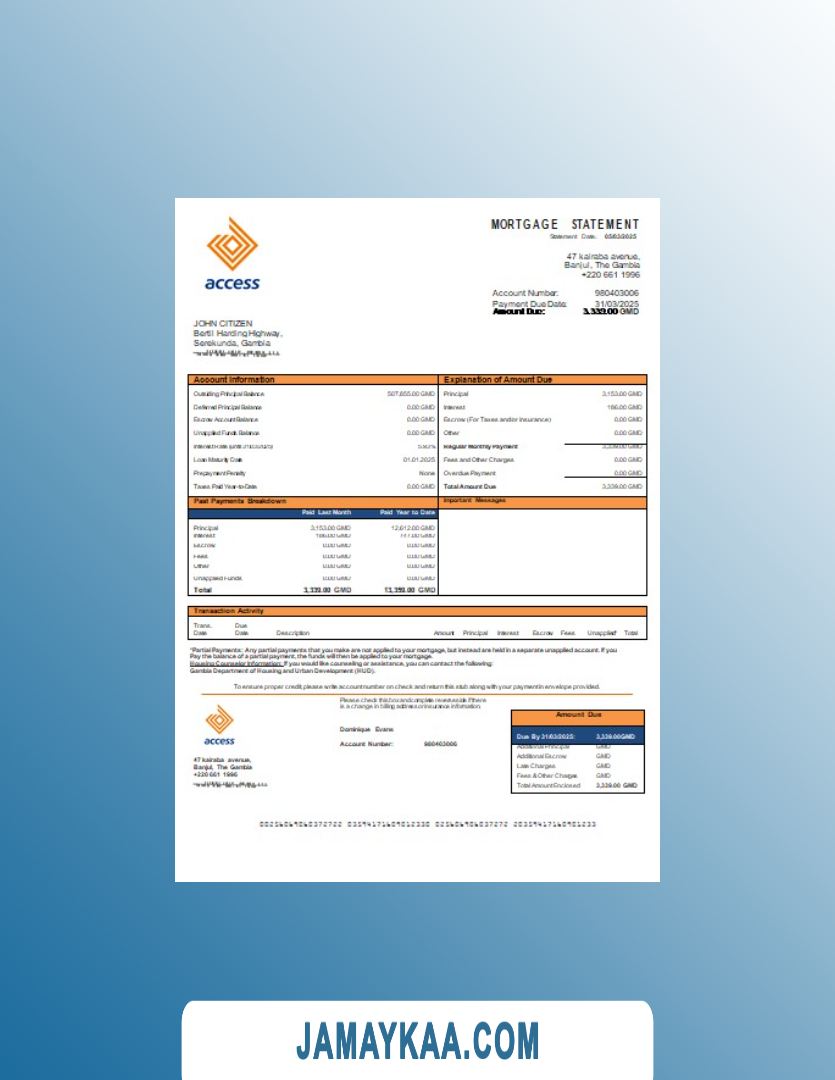 MORTGAGE STATEMENT
Statement Date: 05/03/2025
access
47 kairaba avenue,
Banjul, The Gambia
+220 661 1996
Account Number: 980403006
Payment Due Date: 31/03/2025
Amount Due: 3,339.00 GMD
JOHN CITIZEN
Bertil Harding Highway,
Serekunda, Gambia
Account Information Explanation of Amount Due
Outstding Principal Balance 507,655.00 GMD Principal 3,153.00 GMD
Deferred Principal Balance 0.00 GMD Interest 186.00 GMD
Escrow Account Balance 0.00 GMD Escrow (For Taxes and/or Insurance) 0.00 GMD
Unapplied Funds Balance 0.00 GMD Other 0.00 GMD
Interest Rate Regular Monthly Payment 3,339.00 GMD
Loan Maturity Date 01.01.2025 Fees and Other Charges 0.00 GMD
Prepayment Penalty None Overdue Payment 0.00 GMD
Taxes Paid Year-to-Date 0.00 GMD Total Amount Due 3,339.00 GMD
Past Payments Breakdown Important Messages
Paid Last Month Paid Year to Date
Principal 3,153.00 GMD 12,612.00 GMD
Interest 186.00 GMD 747.00 GMD
Escrow 0.00 GMD 0.00 GMD
Fees 0.00 GMD 0.00 GMD
Other 0.00 GMD 0.00 GMD
Unapplied Funds 0.00 GMD 0.00 GMD
Total 3,339.00 GMD 13,359.00 GMD
Transaction Activity
Trans. Due
Date Date Description Amount Principal Interest Escrow Fees Unapplied Total
*Partial Payments: Any partial payments that you make are not applied to your mortgage, but instead are held in a separate unapplied account. If you
Pay the balance of a partial payment, the funds will then be applied to your mortgage.
Housing Counselor Information: If you would like counseling or assistance, you can contact the following:
Gambia Department of Housing and Urban Development (HUD).
To ensure proper credit, please write account number on check and return this stub along with your payment in envelope provided.
Please check this box and complete reverse side if there
is a change in billing address or insurance information.
access
Dominique Evans
Account Number: 980403006
47 kairaba avenue,
Banjul, The Gambia
+220 661 1996
Amount Due
Due By 31/03/2025: 3,339.00GMD
Additional Principal GMD
Additional Escrow GMD
Late Charges GMD
Fees & Other Charges GMD
Total Amount Enclosed 3,339.00 GMD
JAMAYKAA.COM